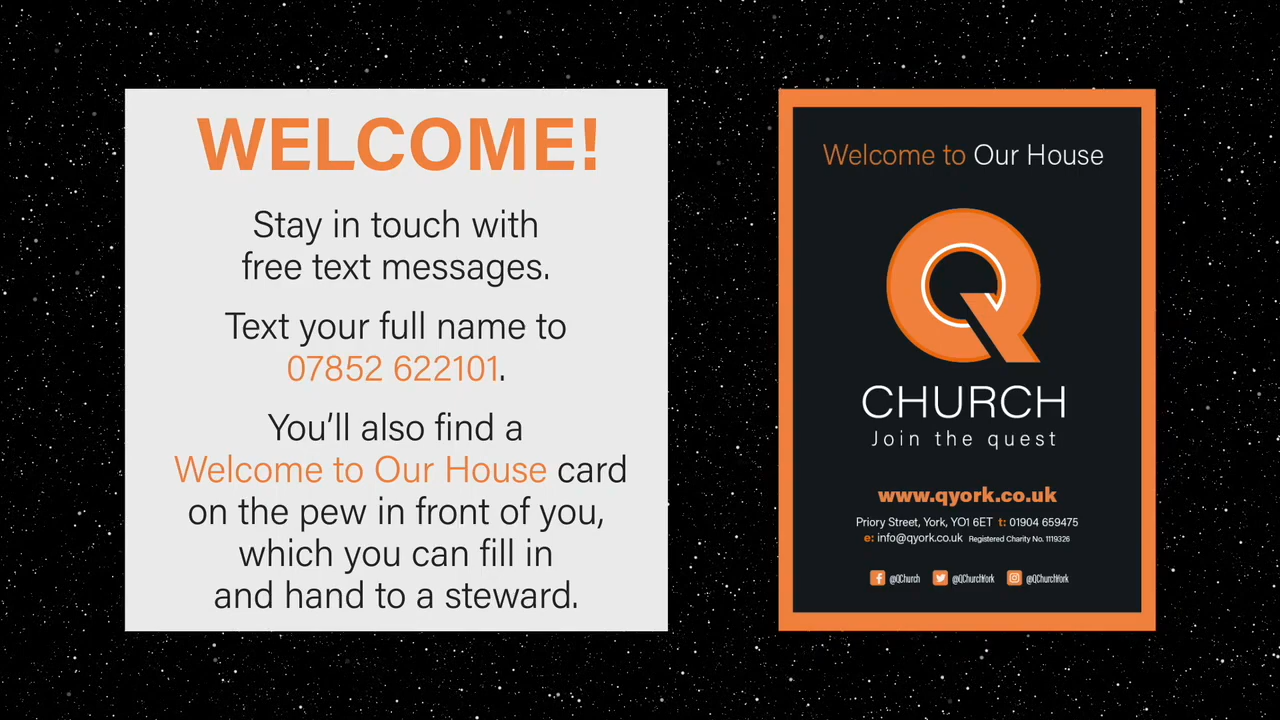 WELCOME!
Stay in touch with
free text messages.
Text your full name to
07852 622101.
You'll also find a
Welcome to Our House card
on the pew in front of you,
which you can fill in
and hand to a steward.
Welcome to Our House
Q
CHURCH
Join the quest
www.qyork.co.uk
Priory Street, York, YO1 6ET t: 01904 659475
e: info@qyork.co.uk Registered Charity No. 1119326
@QChurch @QChurchYork @QChurchYork